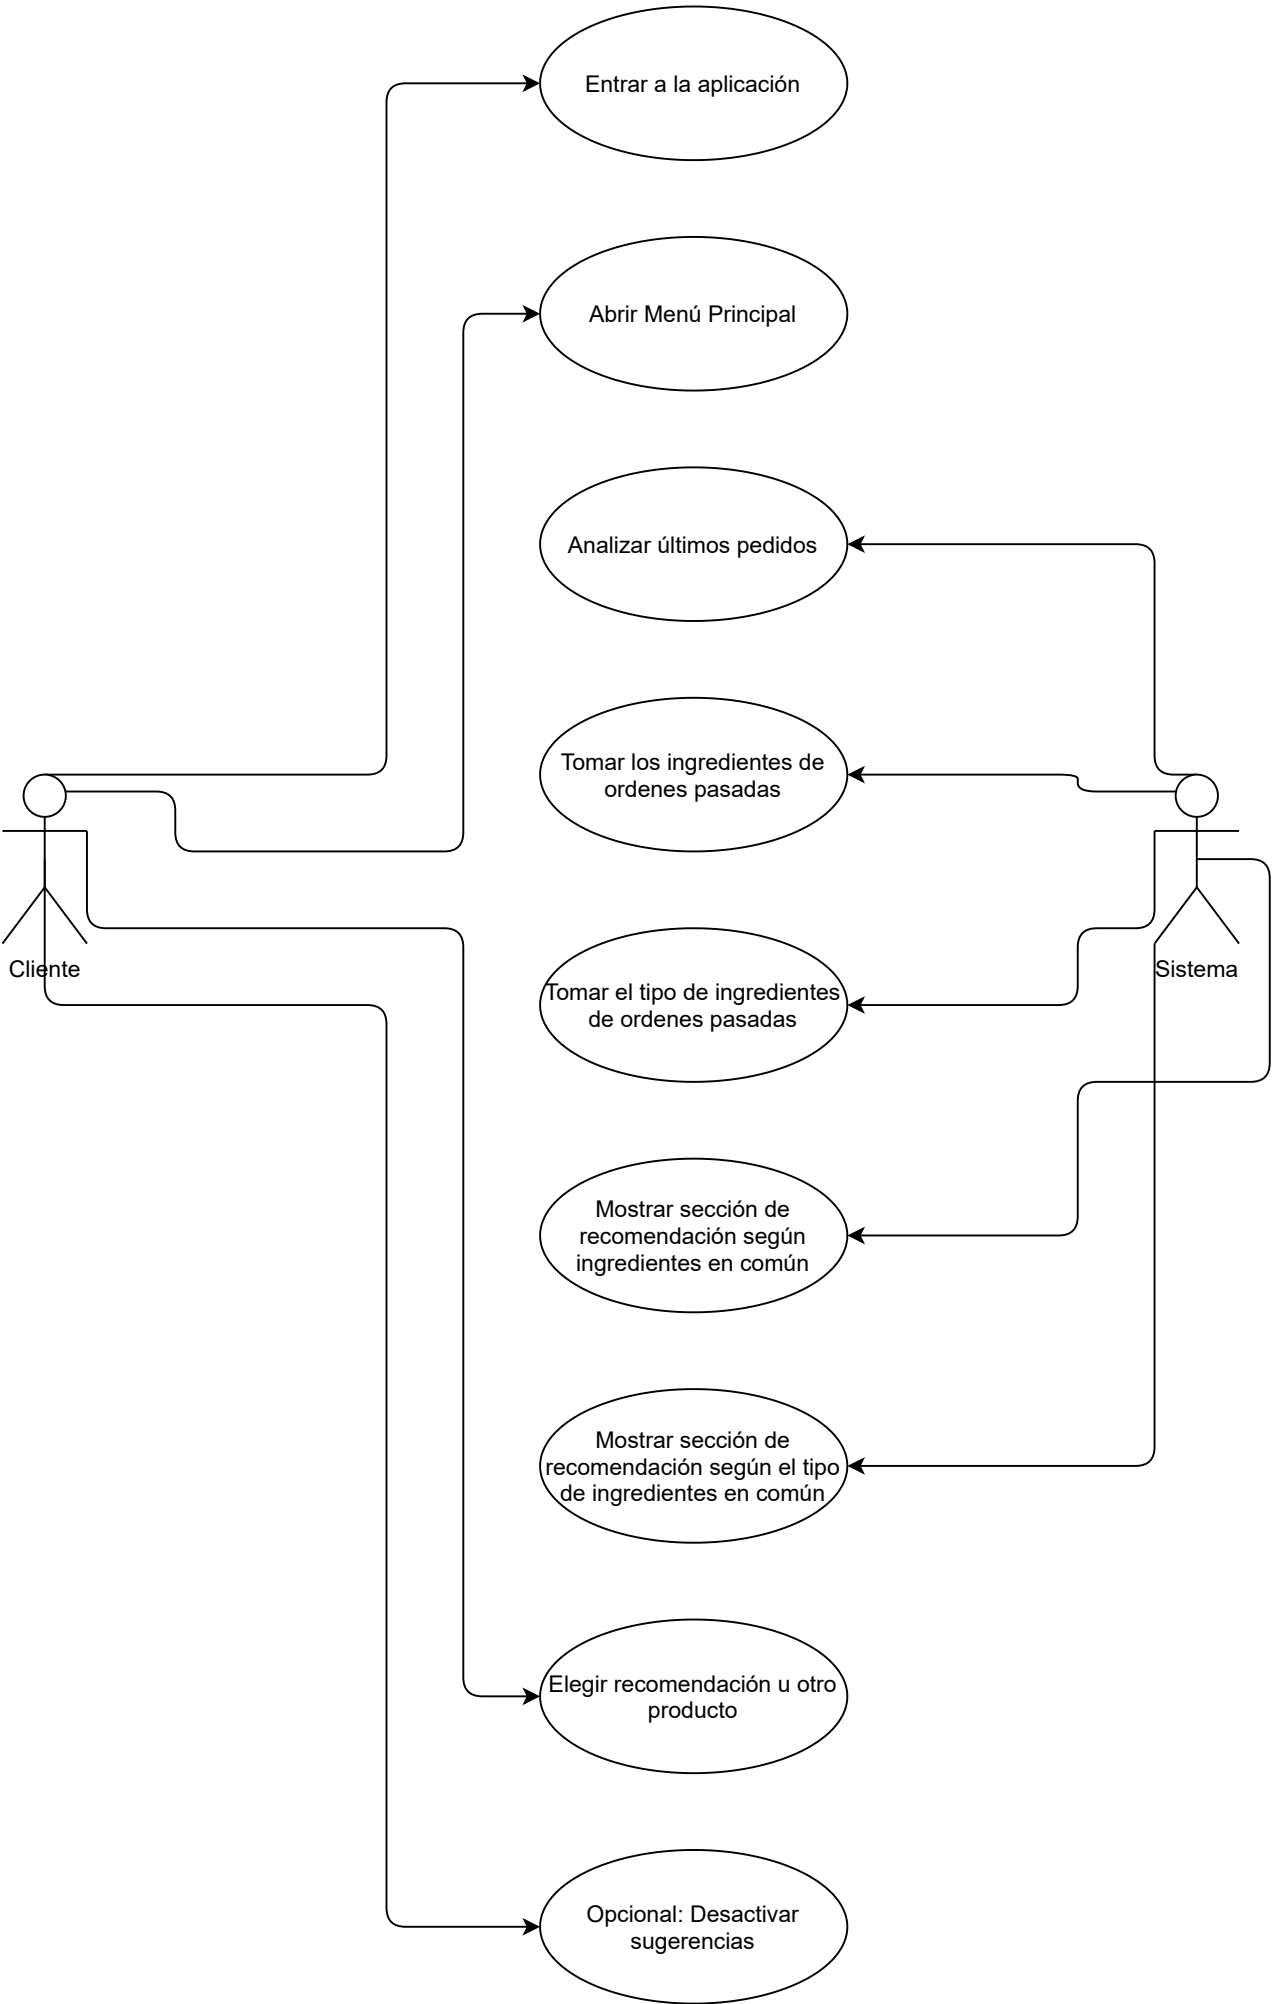 Entrar a la aplicación
Abrir Menú Principal
Analizar últimos pedidos
Tomar los ingredientes de
ordenes pasadas
Cliente
Sistema
Tomar el tipo de ingredientes
de ordenes pasadas
Mostrar sección de
recomendación según
ingredientes en común
Mostrar sección de
recomendación según el tipo
de ingredientes en común
Elegir recomendación u otro
producto
Opcional: Desactivar
sugerencias